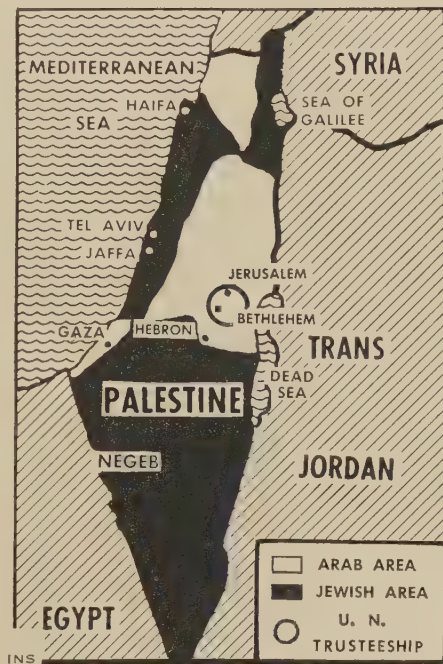 MEDITERRANEAN
SEA
SYRIA
HAIFA
SEA OF
GALILEE
TEL AVIV
JAFFA
JERUSALEM
BETHLEHEM
GAZA
HEBRON
TRANS
JORDAN
DEAD
SEA
PALESTINE
NEGEB
EGYPT
ARAB AREA
JEWISH AREA
U. N.
TRUSTEESHIP
INS